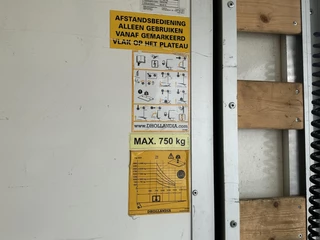 AFSTANDSBEDIENING
ALLEEN GEBRUIKEN
VANAF GEMARKEERD
VLAK OP HET PLATEAU
www.DHOLLANDIA.com
MAX. 750 kg
DHOLLANDIA